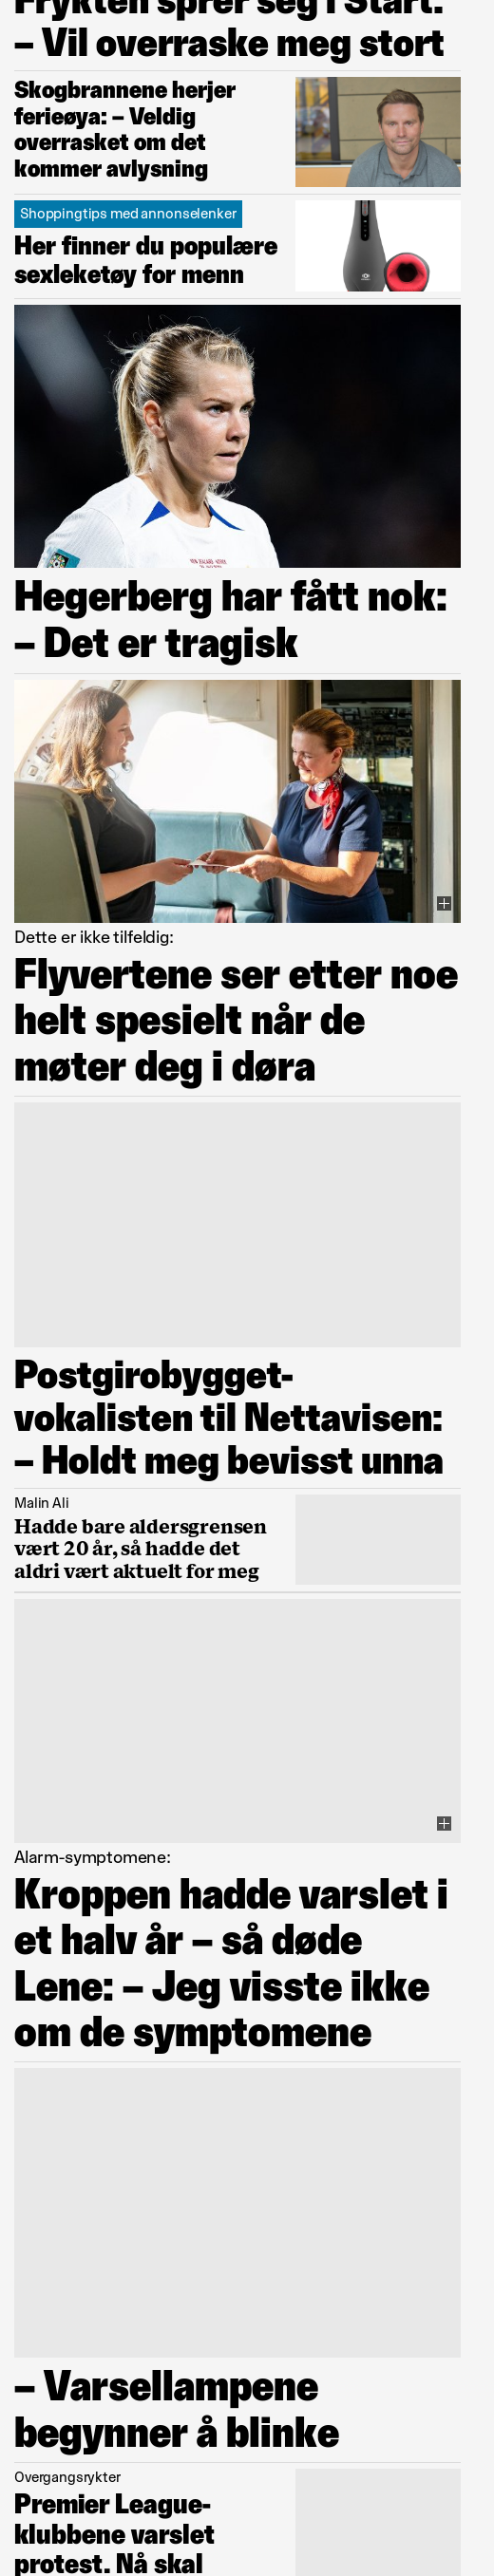 Frykten sprer seg i Start:
– Vil overraske meg stort
Skogbrannene herjer
ferieøya: – Veldig
overrasket om det
kommer avlysning
Shoppingtips med annonselenker
Her finner du populære
sexleketøy for menn
Hegerberg har fått nok:
– Det er tragisk
Dette er ikke tilfeldig:
Flyvertene ser etter noe
helt spesielt når de
møter deg i døra
Postgirobygget-
vokalisten til Nettavisen:
– Holdt meg bevisst unna
Malin Ali
Hadde bare aldersgrensen
vært 20 år, så hadde det
aldri vært aktuelt for meg
Alarm-symptomene:
Kroppen hadde varslet i
et halv år – så døde
Lene: – Jeg visste ikke
om de symptomene
– Varsellampene
begynner å blinke
Overgangsrykter
Premier League-
klubbene varslet
protest. Nå skal